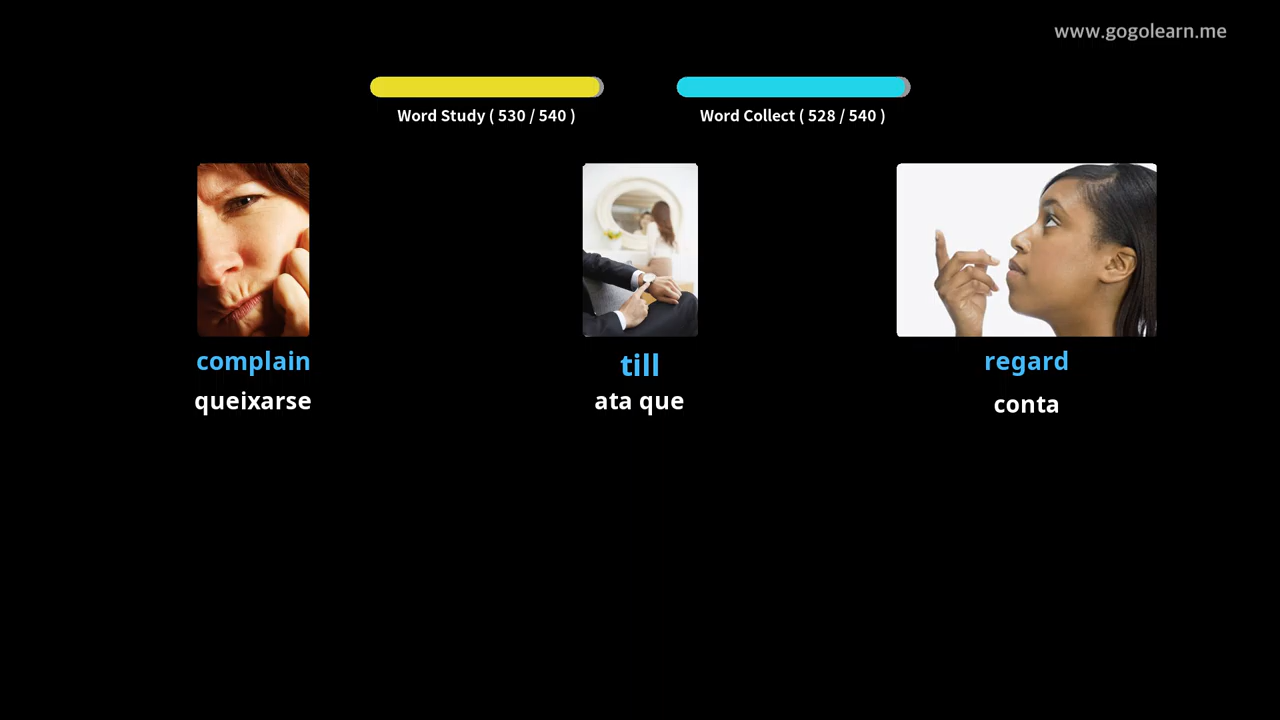 www.gogolearn.me
Word Study ( 530 / 540 )
Word Collect ( 528 / 540 )
complain
till
regard
queixarse
ata que
conta